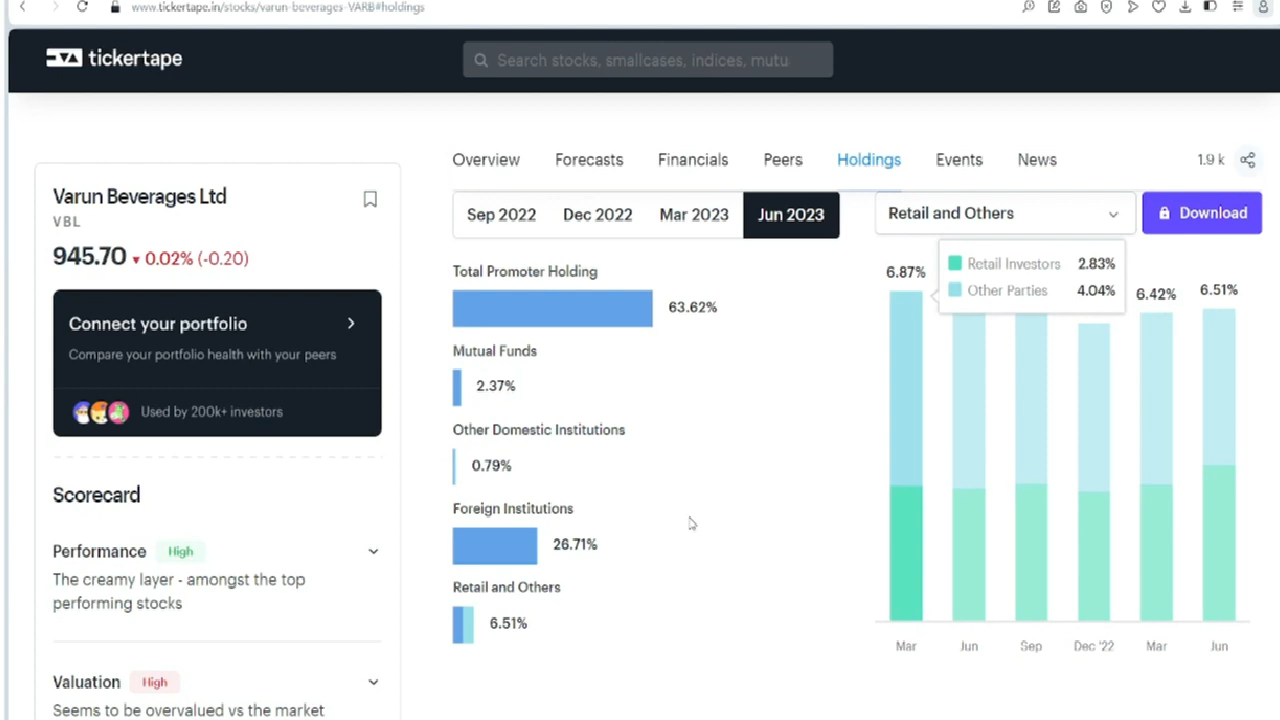 www.tickertape.in/stocks/varun-beverages-VARB#holdings
tickertape
Search stocks, smallcases, indices, mutu
Overview Forecasts Financials Peers Holdings Events News 1.9 k
Varun Beverages Ltd
VBL
945.70 0.02% (-0.20)
Connect your portfolio
Compare your portfolio health with your peers
Used by 200k+ investors
Scorecard
Performance High
The creamy layer - amongst the top
performing stocks
Valuation High
Seems to be overvalued vs the market
Sep 2022 Dec 2022 Mar 2023 Jun 2023
Total Promoter Holding
63.62%
Mutual Funds
2.37%
Other Domestic Institutions
0.79%
Foreign Institutions
26.71%
Retail and Others
6.51%
Retail and Others
Download
Retail Investors 2.83%
Other Parties 4.04%
6.87% 6.42% 6.51%
Mar Jun Sep Dec '22 Mar Jun